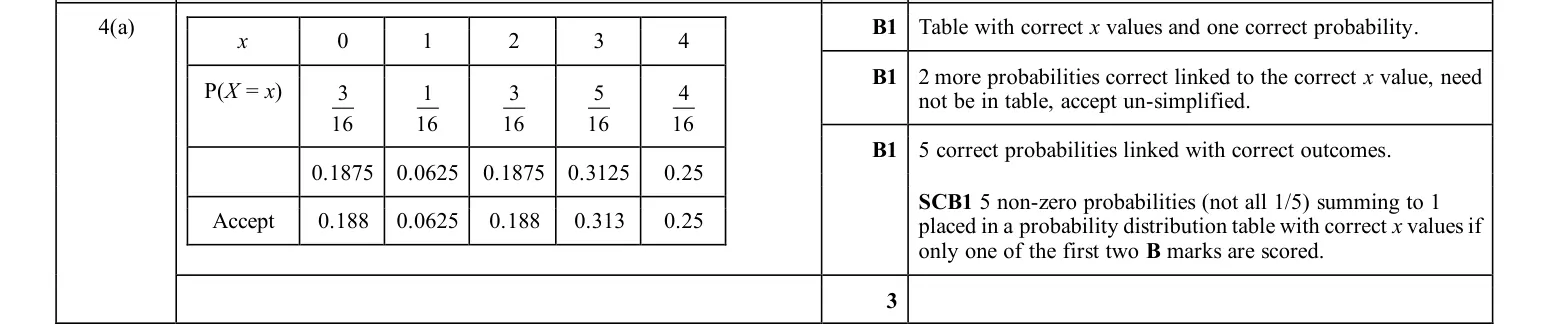 4(a)
x 0 1 2 3 4
P(X = x) 3/16 1/16 3/16 5/16 4/16
0.1875 0.0625 0.1875 0.3125 0.25
Accept 0.188 0.0625 0.188 0.313 0.25
B1 Table with correct x values and one correct probability.
B1 2 more probabilities correct linked to the correct x value, need
not be in table, accept un-simplified.
B1 5 correct probabilities linked with correct outcomes.
SCB1 5 non-zero probabilities (not all 1/5) summing to 1
placed in a probability distribution table with correct x values if
only one of the first two B marks are scored.
3